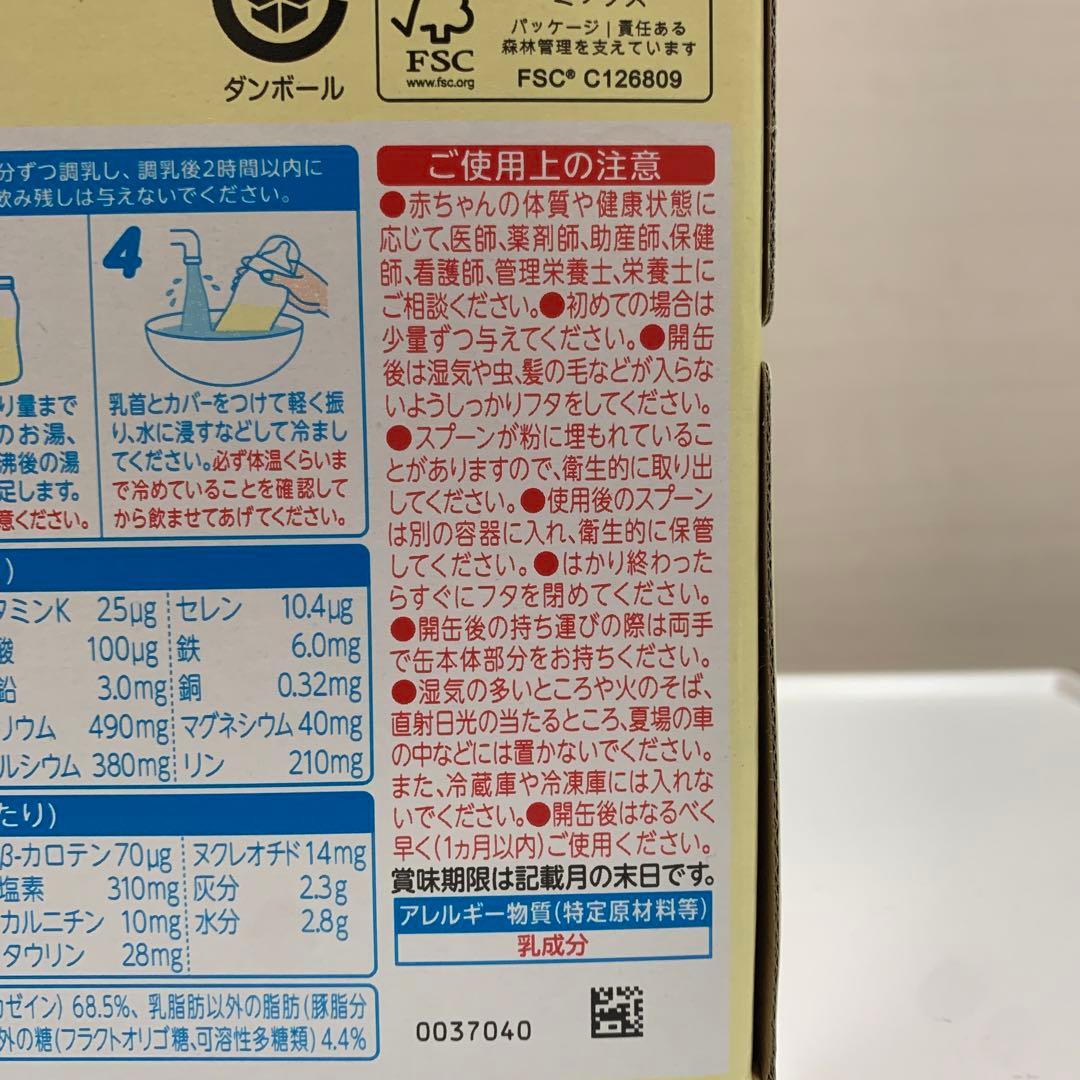 ダンボール
FSC
www.fsc.org
パッケージ|責任ある
森林管理を支えています
FSC® C126809
分ずつ調乳し、調乳後2時間以内に
飲み残しは与えないでください。
り量まで
のお湯、
沸後の湯
足します。
意ください。
4
乳首とカバーをつけて軽く振
り、水に浸すなどして冷まし
てください。必ず体温くらいま
で冷めていることを確認して
から飲ませてあげてください。
)
タミンK 25μg セレン 10.4μg
酸 100μg 鉄 6.0mg
鉛 3.0mg 銅 0.32mg
リウム 490mg マグネシウム 40mg
ルシウム 380mg リン 210mg
たり)
β-カロテン 70μg ヌクレオチド 14mg
塩素 310mg 灰分 2.3g
カルニチン 10mg 水分 2.8g
タウリン 28mg
カゼイン) 68.5%、乳脂肪以外の脂肪(豚脂分
外の糖(フラクトオリゴ糖、可溶性多糖類) 4.4%
ご使用上の注意
●赤ちゃんの体質や健康状態に
応じて、医師、薬剤師、助産師、保健
師、看護師、管理栄養士、栄養士に
ご相談ください。●初めての場合は
少量ずつ与えてください。●開缶
後は湿気や虫、髪の毛などが入らな
いようしっかりフタをしてください。
●スプーンが粉に埋もれているこ
とがありますので、衛生的に取り出
してください。●使用後のスプーン
は別の容器に入れ、衛生的に保管
してください。●はかり終わった
らすぐにフタを閉めてください。
●開缶後の持ち運びの際は両手
で缶本体部分をお持ちください。
●湿気の多いところや火のそば、
直射日光の当たるところ、夏場の車
の中などには置かないでください。
また、冷蔵庫や冷凍庫には入れな
いでください。●開缶後はなるべく
早く(1ヵ月以内)ご使用ください。
賞味期限は記載月の末日です。
アレルギー物質(特定原材料等)
乳成分
0037040